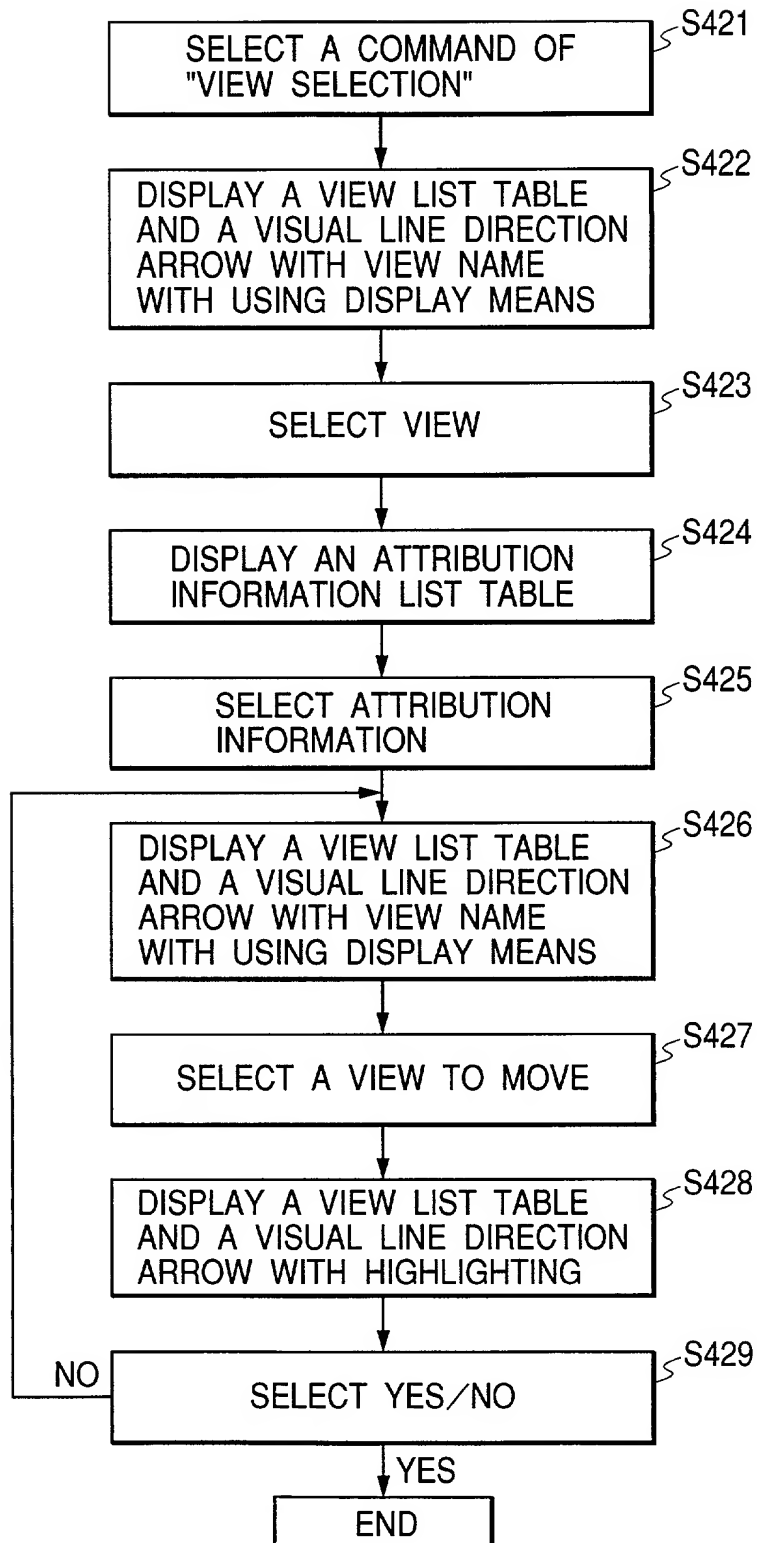 S421
SELECT A COMMAND OF
"VIEW SELECTION"
S422
DISPLAY A VIEW LIST TABLE
AND A VISUAL LINE DIRECTION
ARROW WITH VIEW NAME
WITH USING DISPLAY MEANS
S423
SELECT VIEW
S424
DISPLAY AN ATTRIBUTION
INFORMATION LIST TABLE
S425
SELECT ATTRIBUTION
INFORMATION
S426
DISPLAY A VIEW LIST TABLE
AND A VISUAL LINE DIRECTION
ARROW WITH VIEW NAME
WITH USING DISPLAY MEANS
S427
SELECT A VIEW TO MOVE
S428
DISPLAY A VIEW LIST TABLE
AND A VISUAL LINE DIRECTION
ARROW WITH HIGHLIGHTING
S429
NO
SELECT YES/NO
YES
END